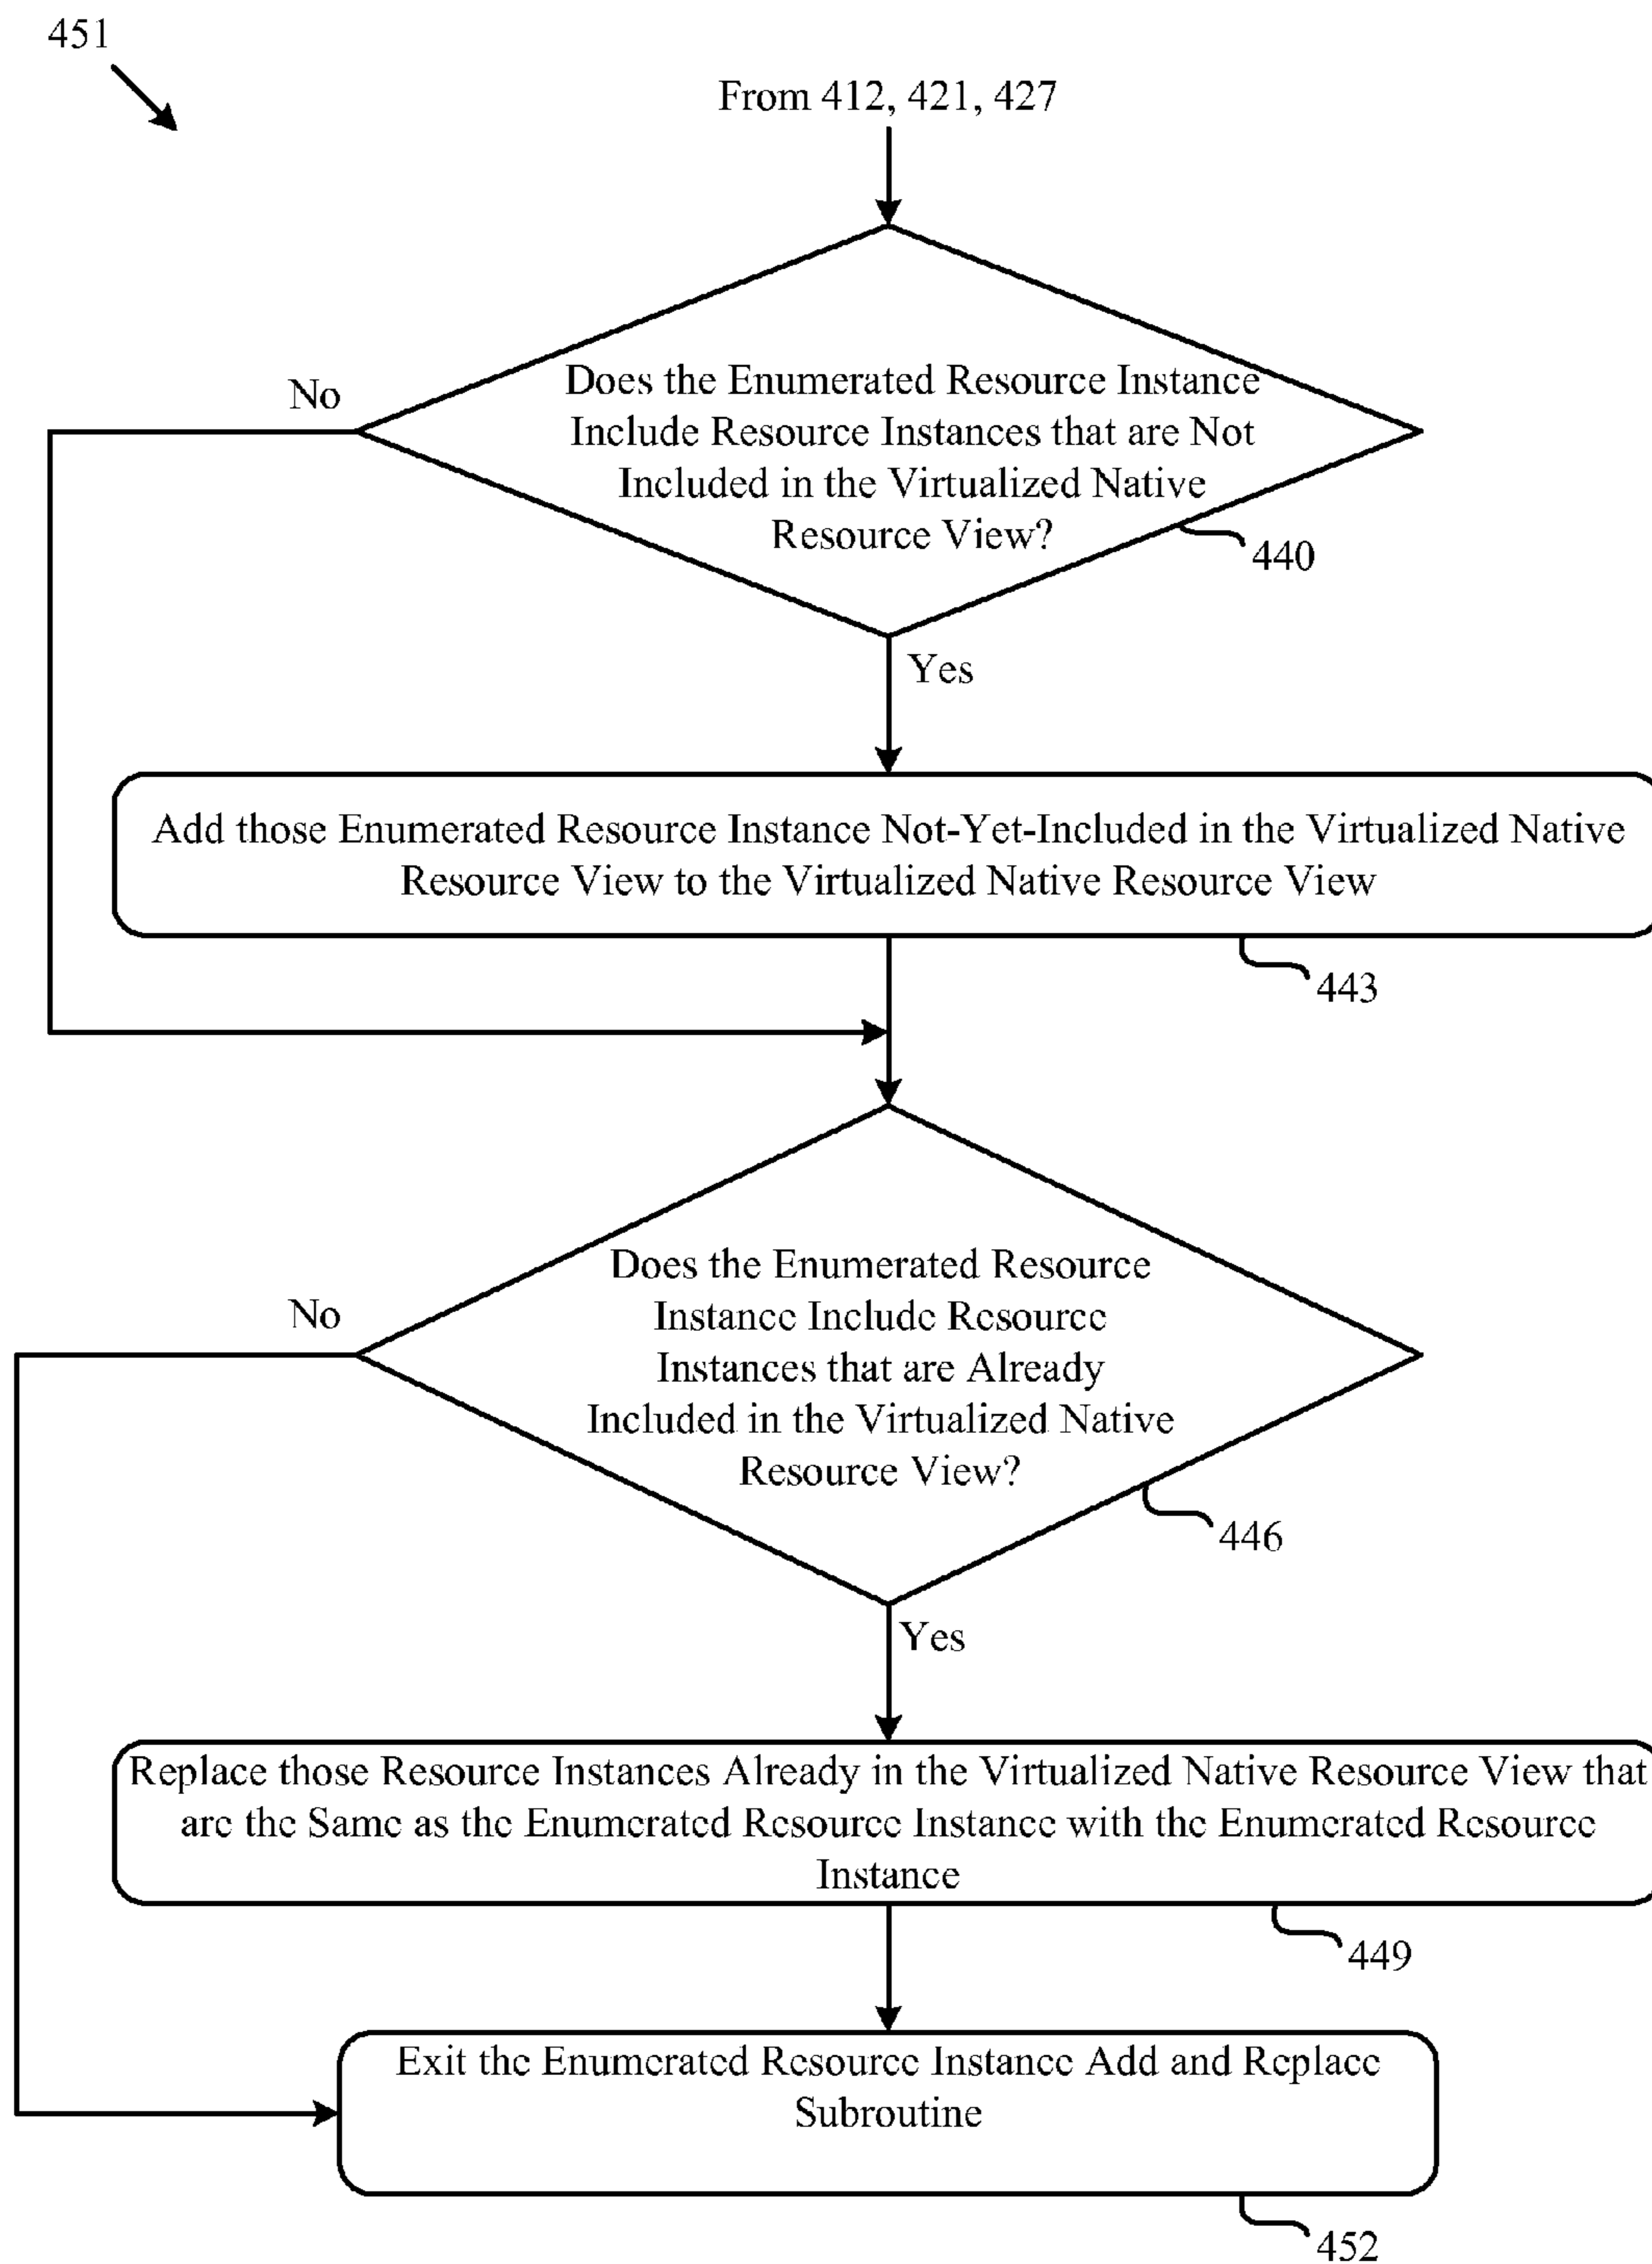 451
From 412, 421, 427
No
Does the Enumerated Resource Instance
Include Resource Instances that are Not
Included in the Virtualized Native
Resource View?
440
Yes
Add those Enumerated Resource Instance Not-Yet-Included in the Virtualized Native
Resource View to the Virtualized Native Resource View
443
No
Does the Enumerated Resource
Instance Include Resource
Instances that are Already
Included in the Virtualized Native
Resource View?
446
Yes
Replace those Resource Instances Already in the Virtualized Native Resource View that
are the Same as the Enumerated Resource Instance with the Enumerated Resource
Instance
449
Exit the Enumerated Resource Instance Add and Replace
Subroutine
452